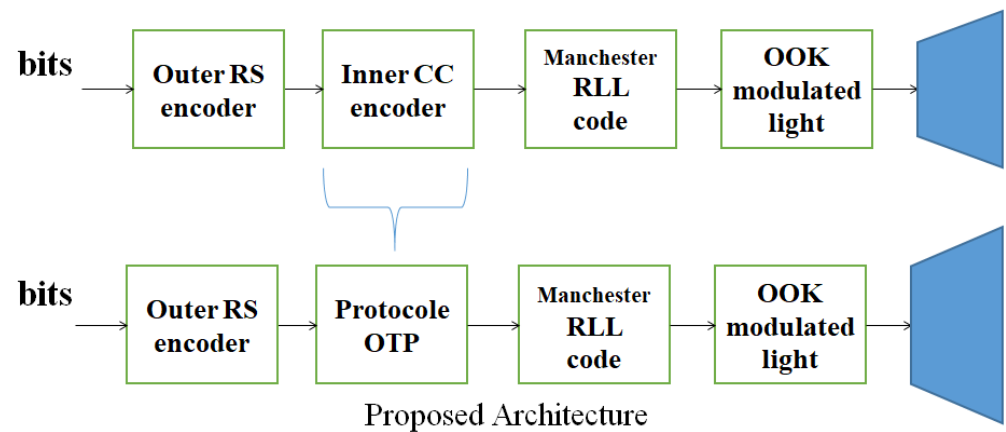 bits
Outer RS
encoder
Inner CC
encoder
Manchester
RLL
code
OOK
modulated
light
bits
Outer RS
encoder
Protocole
OTP
Manchester
RLL
code
OOK
modulated
light
Proposed Architecture